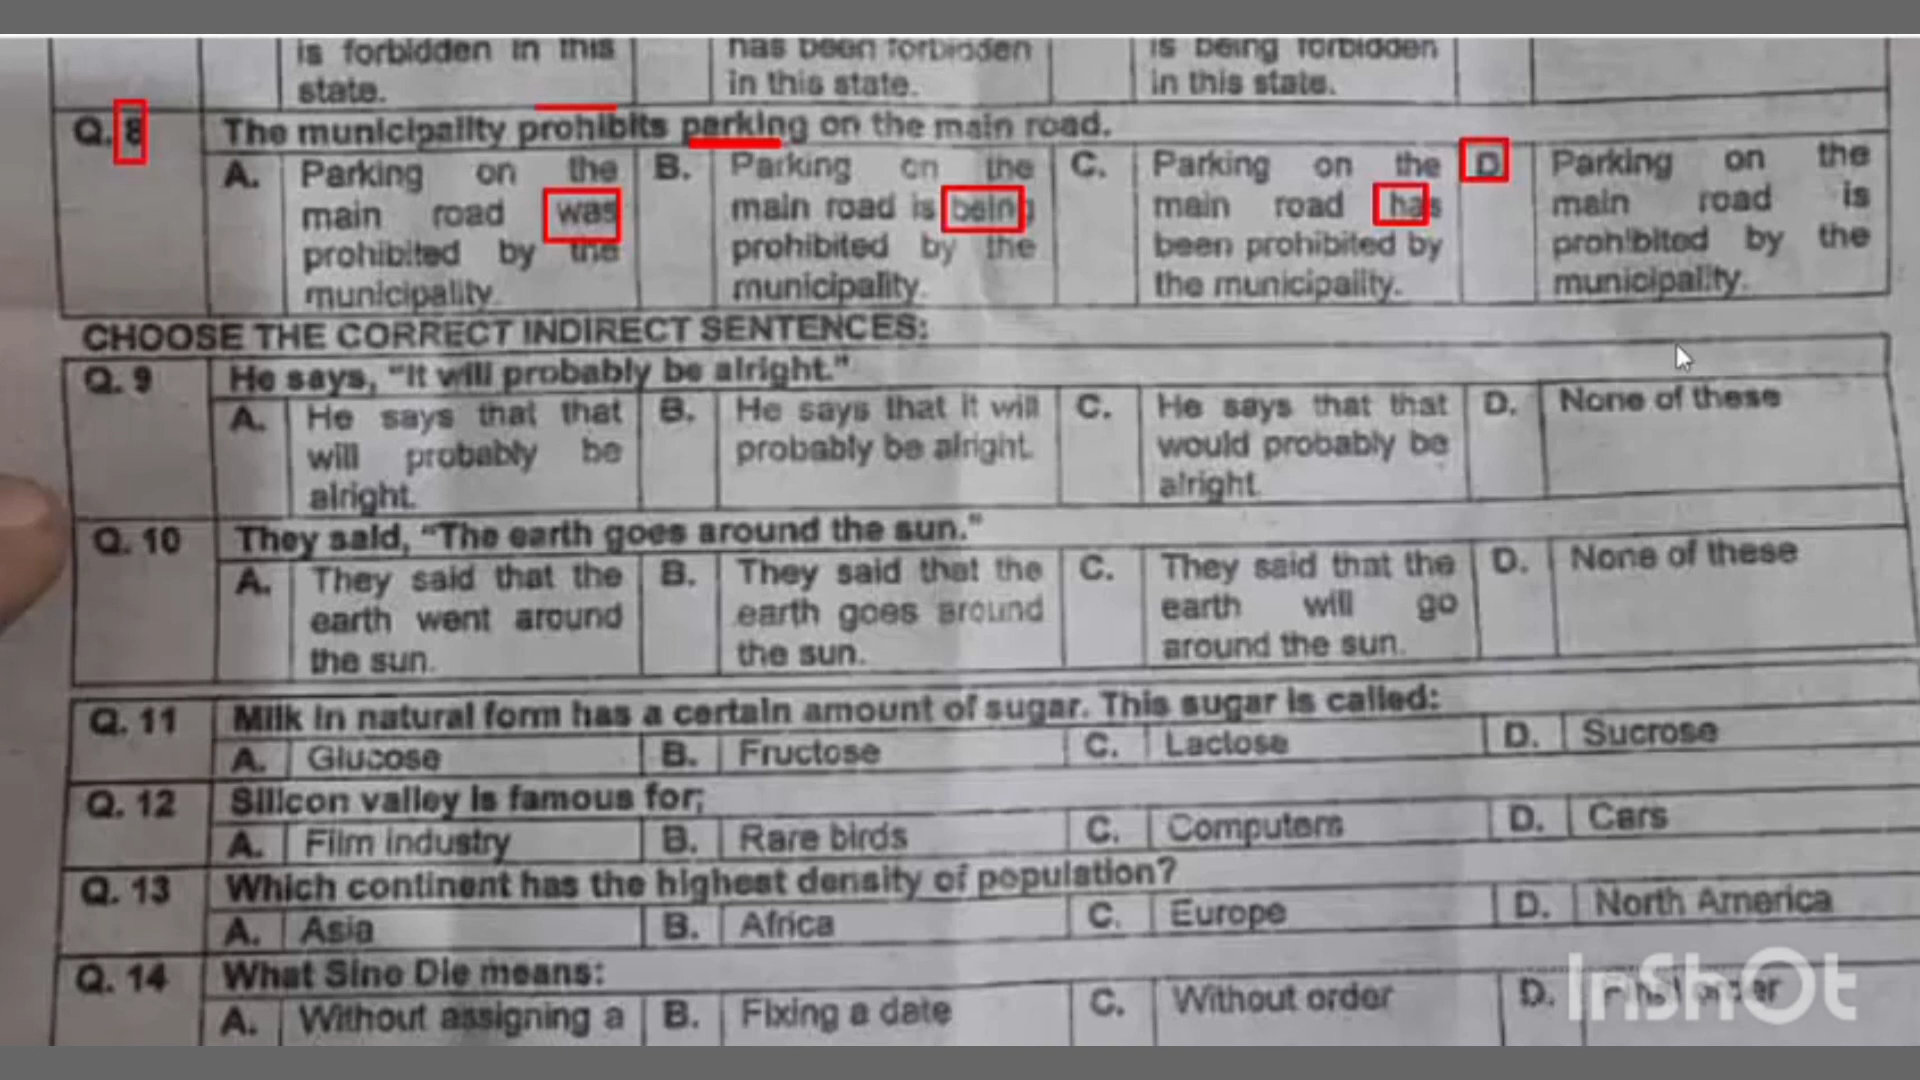 is forbidden in this state.
has been forbidden in this state.
is being forbidden in this state.
Q. 8 The municipality prohibits parking on the main road.
A. Parking on the main road was prohibited by the municipality.
B. Parking on the main road is being prohibited by the municipality.
C. Parking on the main road has been prohibited by the municipality.
D Parking on the main road is prohibited by the municipality.
CHOOSE THE CORRECT INDIRECT SENTENCES:
Q. 9 He says, "It will probably be alright."
A. He says that that will probably be alright.
B. He says that it will probably be alright.
C. He says that that would probably be alright.
D. None of these
Q. 10 They said, "The earth goes around the sun."
A. They said that the earth went around the sun.
B. They said that the earth goes around the sun.
C. They said that the earth will go around the sun.
D. None of these
Q. 11 Milk in natural form has a certain amount of sugar. This sugar is called:
A. Glucose
B. Fructose
C. Lactose
D. Sucrose
Q. 12 Silicon valley is famous for;
A. Film industry
B. Rare birds
C. Computers
D. Cars
Q. 13 Which continent has the highest density of population?
A. Asia
B. Africa
C. Europe
D. North America
Q. 14 What Sine Die means:
A. Without assigning a
B. Fixing a date
C. Without order
D.
InShOt